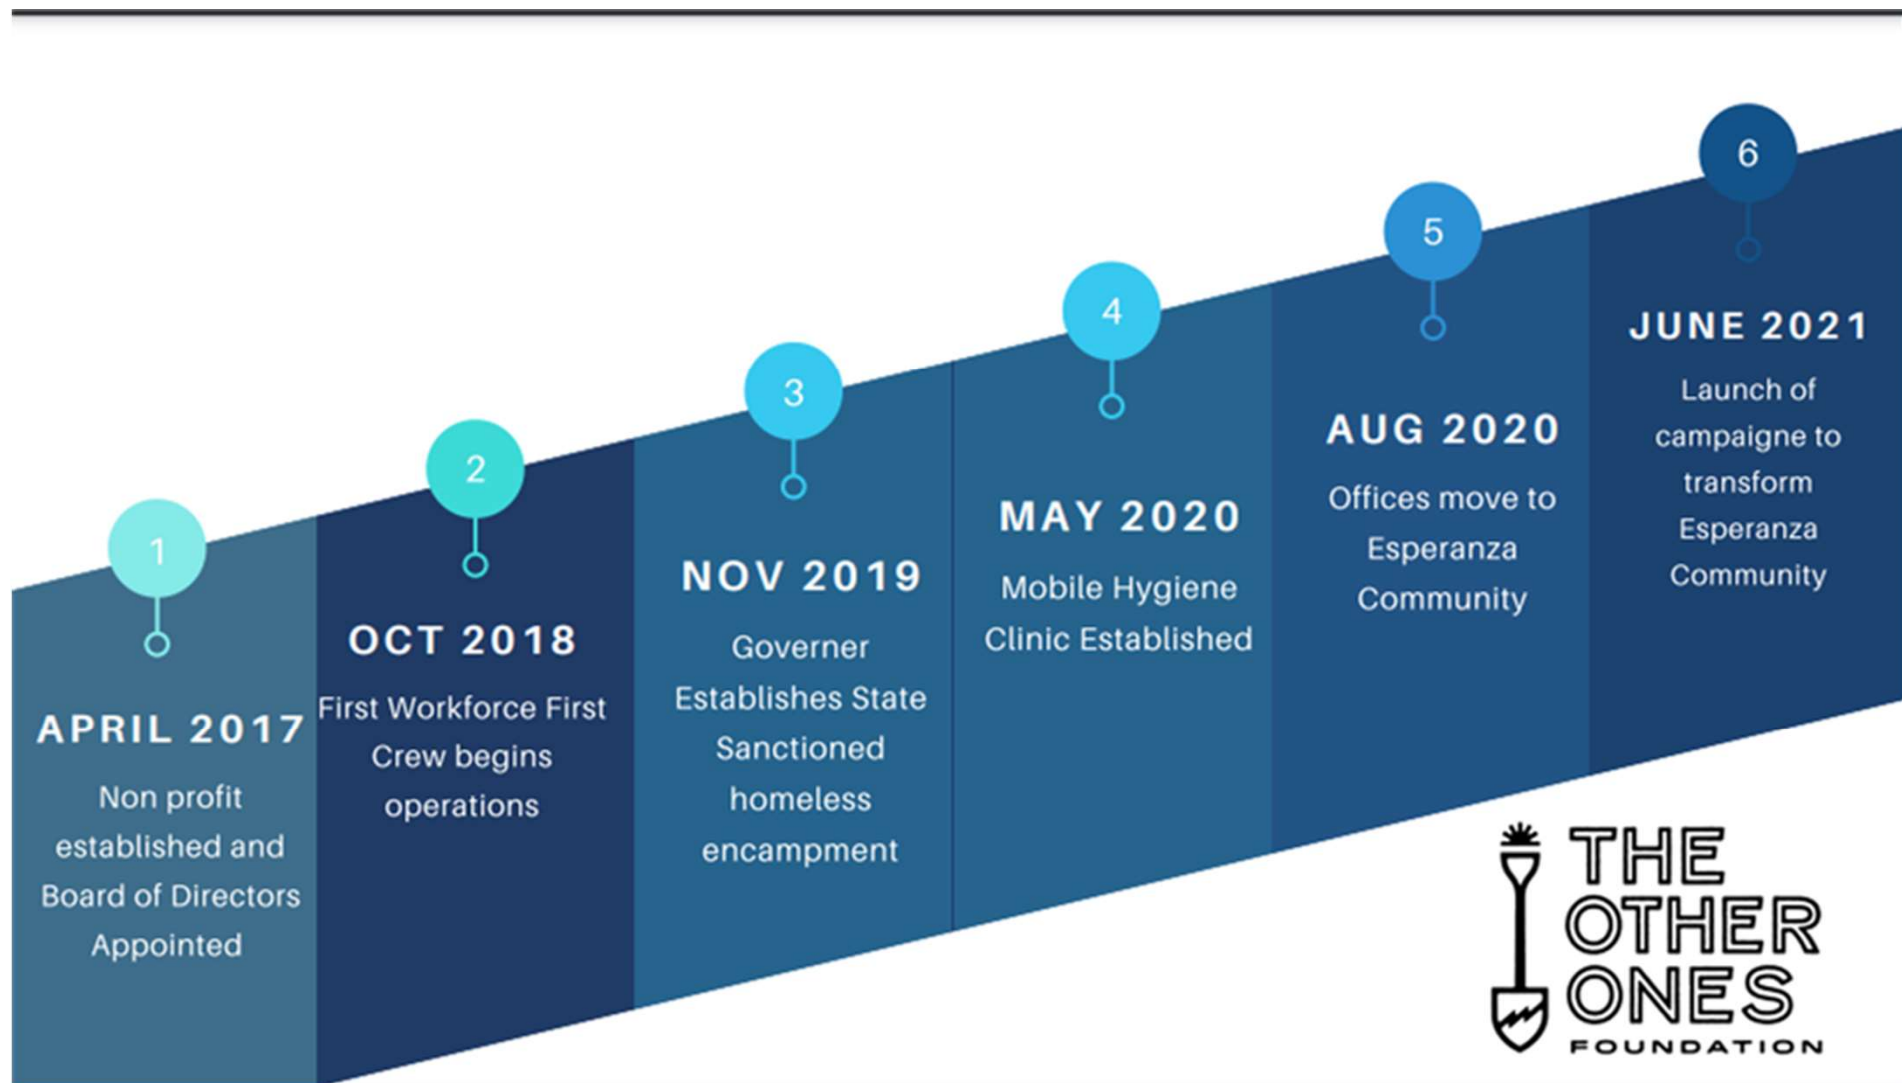 1
APRIL 2017
Non profit
established and
Board of Directors
Appointed
2
OCT 2018
First Workforce First
Crew begins
operations
3
NOV 2019
Governer
Establishes State
Sanctioned
homeless
encampment
4
MAY 2020
Mobile Hygiene
Clinic Established
5
AUG 2020
Offices move to
Esperanza
Community
6
JUNE 2021
Launch of
campaigne to
transform
Esperanza
Community
THE
OTHER
ONES
FOUNDATION